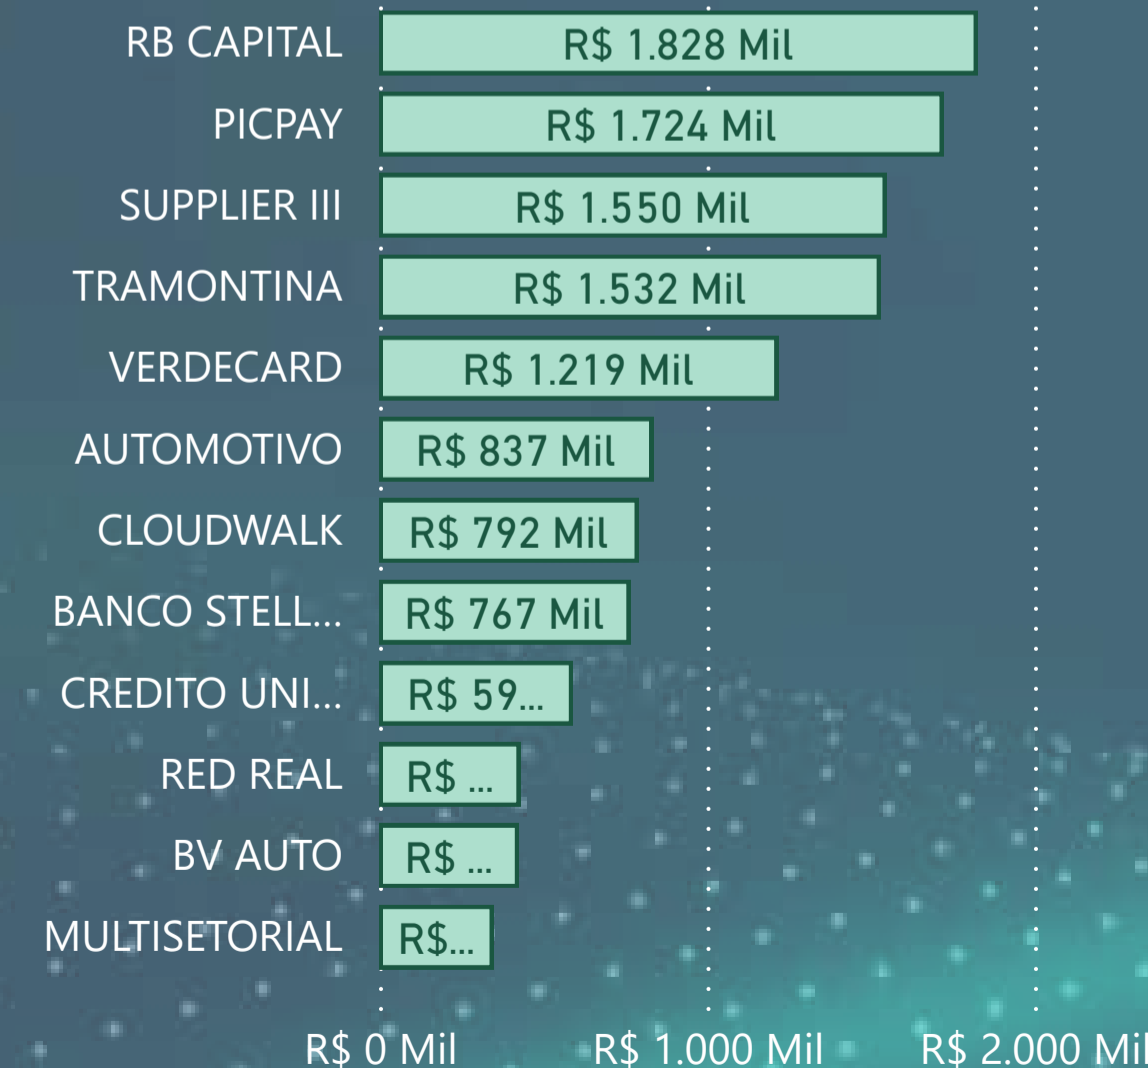 RB CAPITAL R$ 1.828 Mil
PICPAY R$ 1.724 Mil
SUPPLIER III R$ 1.550 Mil
TRAMONTINA R$ 1.532 Mil
VERDECARD R$ 1.219 Mil
AUTOMOTIVO R$ 837 Mil
CLOUDWALK R$ 792 Mil
BANCO STELL... R$ 767 Mil
CREDITO UNI... R$ 59...
RED REAL R$ ...
BV AUTO R$ ...
MULTISETORIAL R$...
R$ 0 Mil R$ 1.000 Mil R$ 2.000 Mil